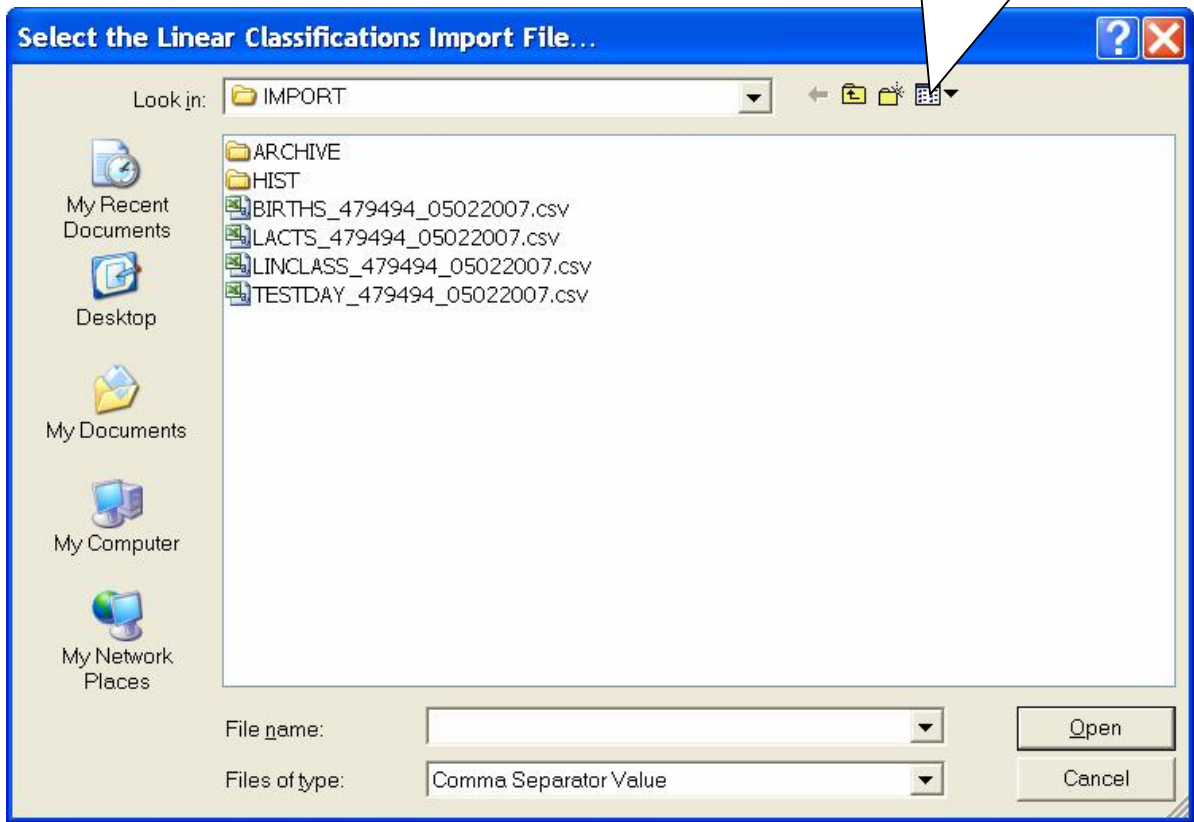 Select the Linear Classifications Import File...
Look in:
IMPORT
My Recent
Documents
Desktop
My Documents
My Computer
My Network
Places
ARCHIVE
HIST
BIRTHS_479494_05022007.csv
LACTS_479494_05022007.csv
LINCLASS_479494_05022007.csv
TESTDAY_479494_05022007.csv
File name:
Open
Files of type:
Comma Separator Value
Cancel